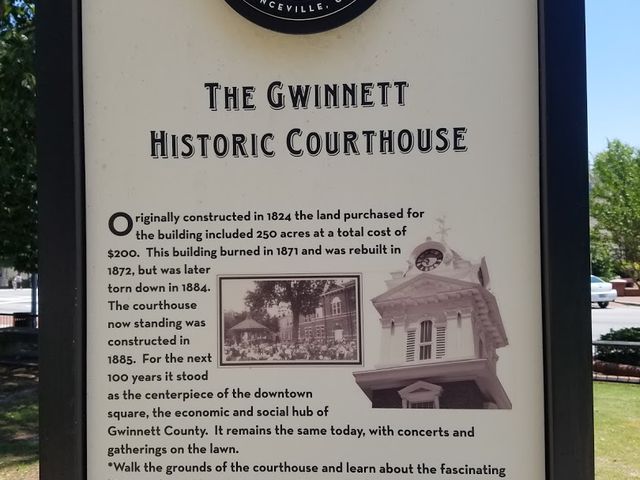 NCEVILLE,
THE GWINNETT
HISTORIC COURTHOUSE
Originally constructed in 1824 the land purchased for
the building included 250 acres at a total cost of
$200. This building burned in 1871 and was rebuilt in
1872, but was later
torn down in 1884.
The courthouse
now standing was
constructed in
1885. For the next
100 years it stood
as the centerpiece of the downtown
square, the economic and social hub of
Gwinnett County. It remains the same today, with concerts and
gatherings on the lawn.
*Walk the grounds of the courthouse and learn about the fascinating